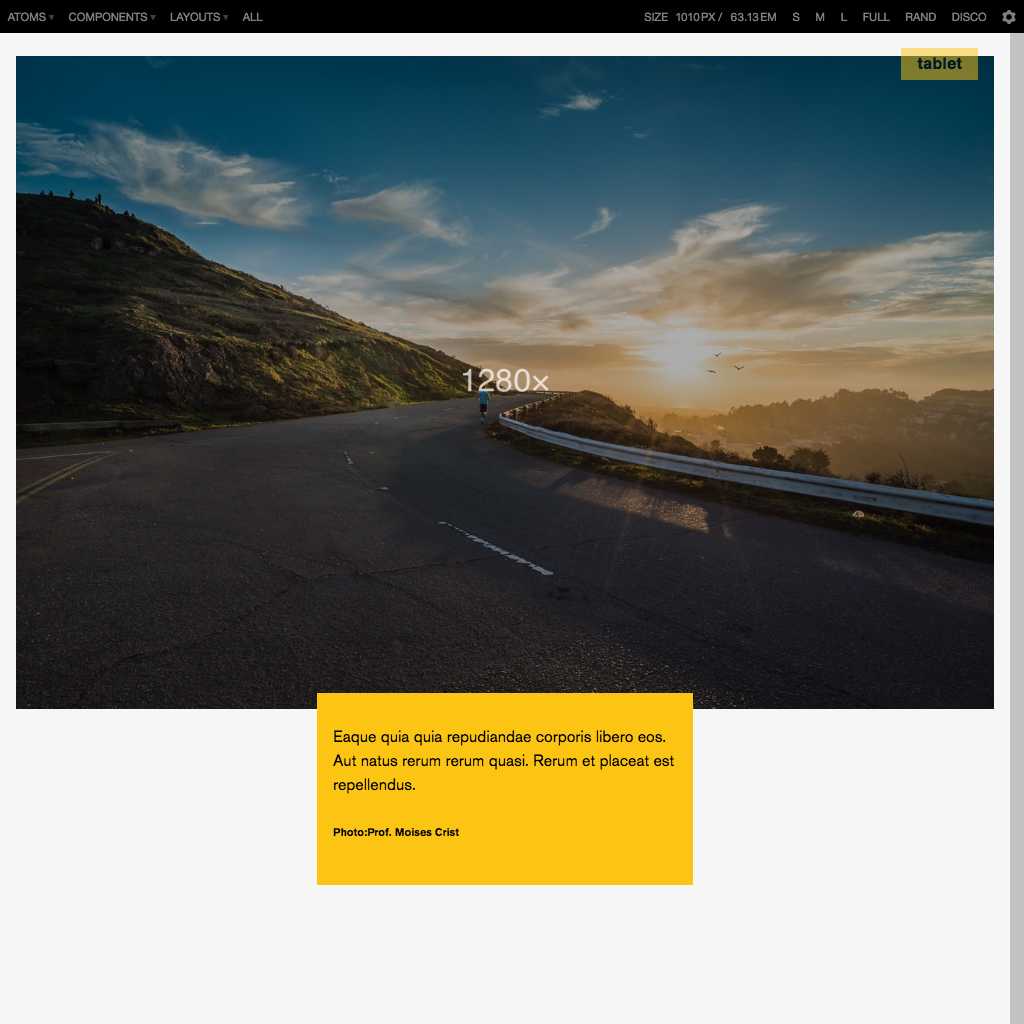 ATOMS ▾ COMPONENTS ▾ LAYOUTS ▾ ALL SIZE 1010PX / 63.13EM S M L FULL RAND DISCO
tablet
1280×
Eaque quia quia repudiandae corporis libero eos.
Aut natus rerum rerum quasi. Rerum et placeat est
repellendus.
Photo:Prof. Moises Crist